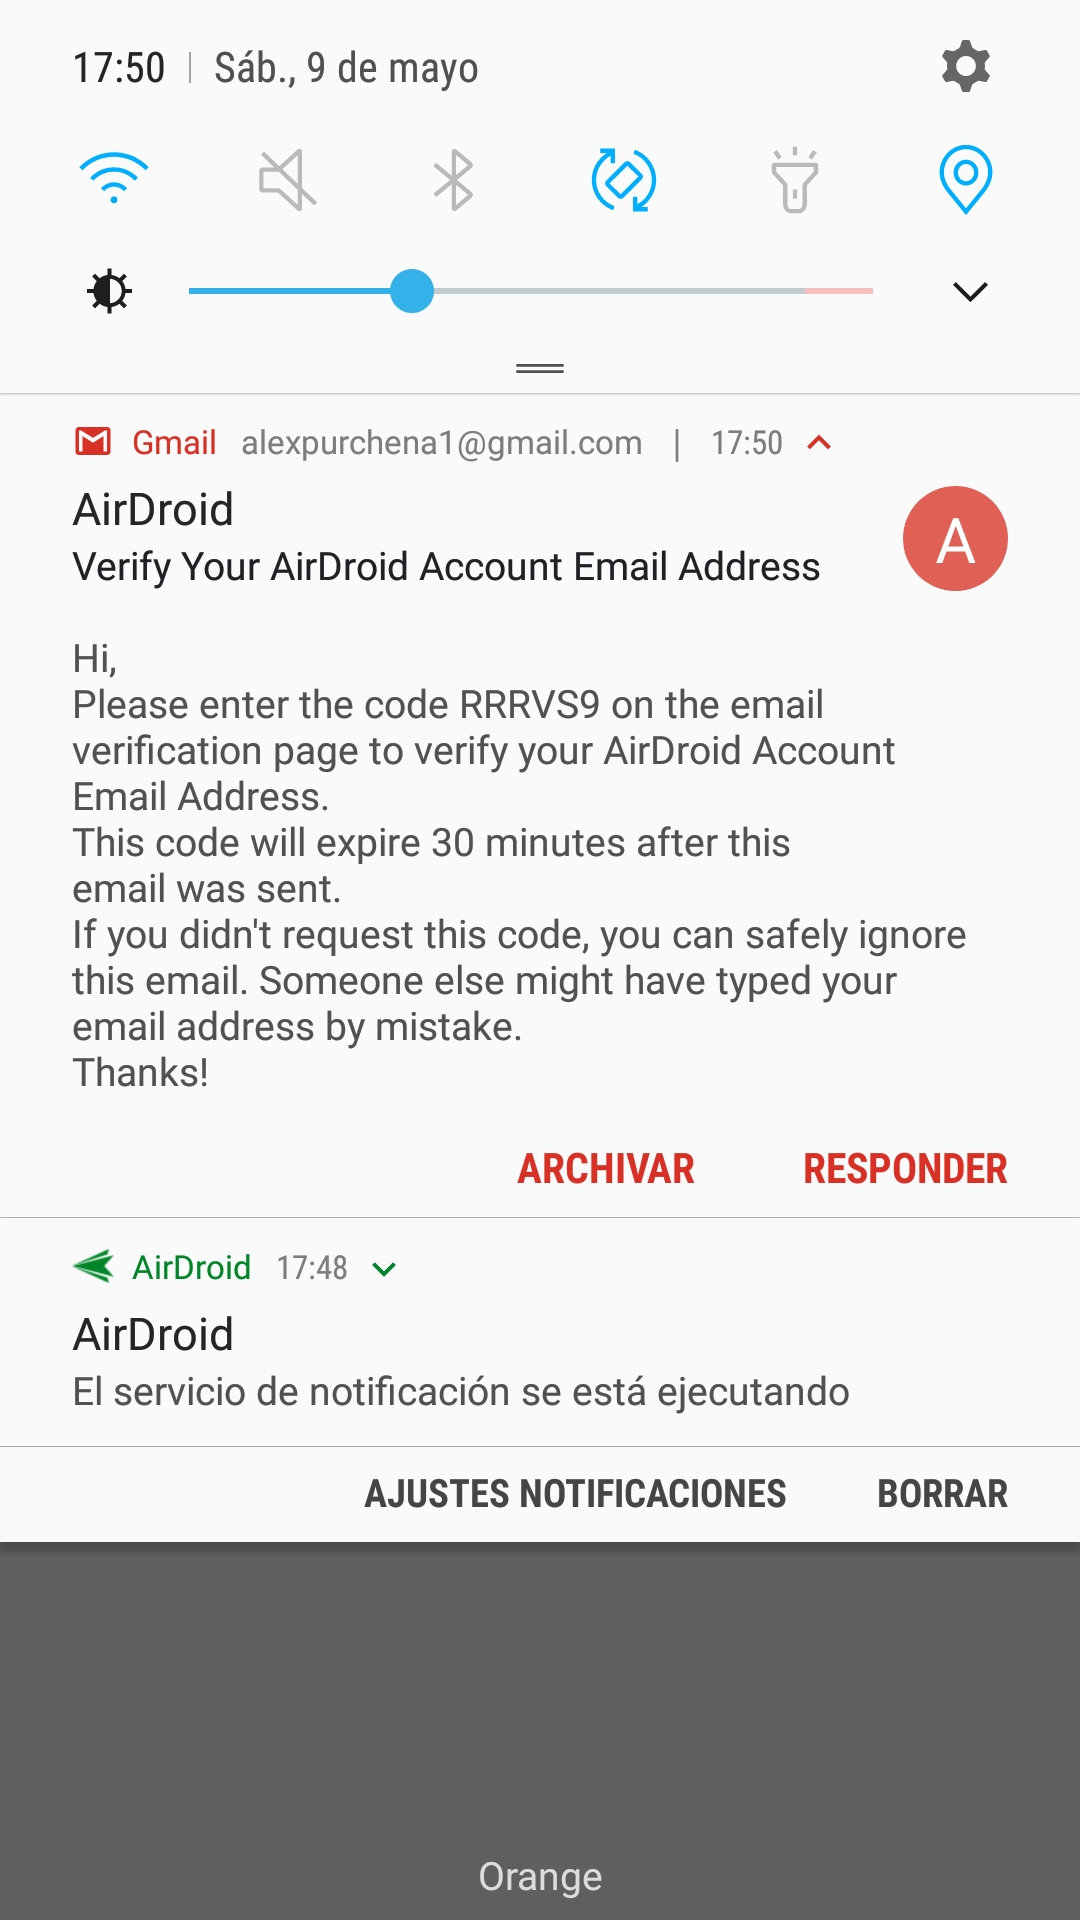 17:50 | Sáb., 9 de mayo
Gmail alexpurchena1@gmail.com | 17:50
AirDroid
A
Verify Your AirDroid Account Email Address
Hi,
Please enter the code RRRVS9 on the email
verification page to verify your AirDroid Account
Email Address.
This code will expire 30 minutes after this
email was sent.
If you didn't request this code, you can safely ignore
this email. Someone else might have typed your
email address by mistake.
Thanks!
ARCHIVAR RESPONDER
AirDroid 17:48
AirDroid
El servicio de notificación se está ejecutando
AJUSTES NOTIFICACIONES BORRAR
Orange